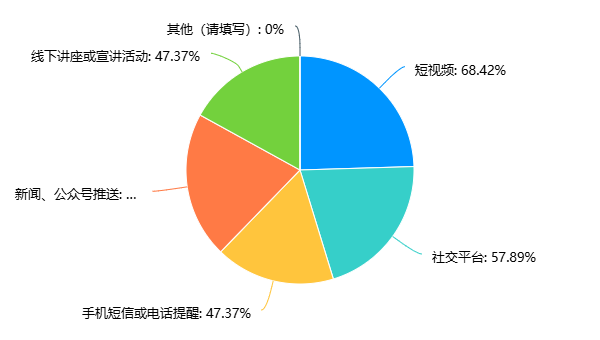 其他（请填写）: 0%
线下讲座或宣讲活动: 47.37%
短视频: 68.42%
新闻、公众号推送: ...
社交平台: 57.89%
手机短信或电话提醒: 47.37%